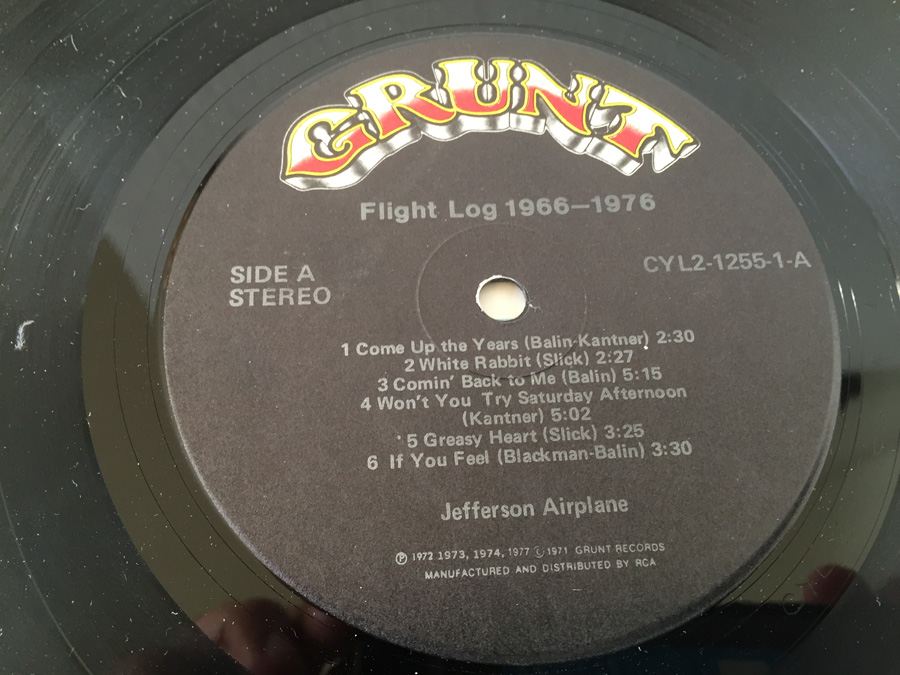 GRUNT
Flight Log 1966—1976
SIDE A
STEREO
CYL2-1255-1-A
1 Come Up the Years (Balin-Kantner) 2:30
2 White Rabbit (Slick) 2:27
3 Comin' Back to Me (Balin) 5:15
4 Won't You Try Saturday Afternoon
(Kantner) 5:02
5 Greasy Heart (Slick) 3:25
6 If You Feel (Blackman-Balin) 3:30
Jefferson Airplane
℗ 1972 1973, 1974, 1977 © 1971 GRUNT RECORDS
MANUFACTURED AND DISTRIBUTED BY RCA